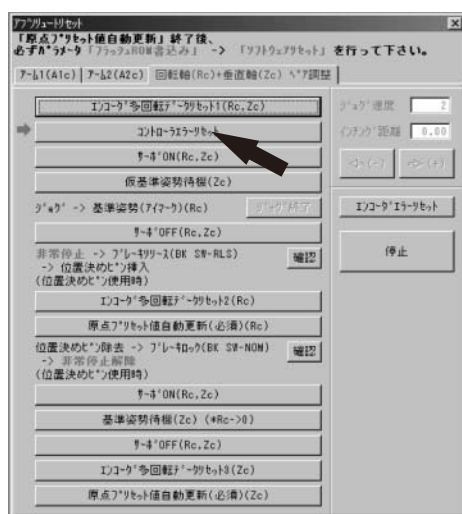 アブソリュートリセット
「原点プリセット値自動更新」終了後、
必ずパラメータ「フラッシュROM書込み」 -> 「ソフトウェアリセット」を行って下さい。
アーム1(A1c)
アーム2(A2c)
回転軸(Rc)+垂直軸(Zc) ペア調整
エンコーダ多回転データリセット1(Rc,Zc)
コントローラエラーリセット
サーボON(Rc,Zc)
仮基準姿勢待機(Zc)
ジョグ -> 基準姿勢(アイマーク)(Rc)
ジョグ終了
サーボOFF(Rc,Zc)
非常停止 -> ブレーキリリース(BK SW-RLS)
-> 位置決めピン挿入
(位置決めピン使用時)
確認
エンコーダ多回転データリセット2(Rc)
原点プリセット値自動更新(必須)(Rc)
位置決めピン除去 -> ブレーキロック(BK SW-NOM)
-> 非常停止解除
(位置決めピン使用時)
確認
サーボON(Rc,Zc)
基準姿勢待機(Zc) (*Rc->0)
サーボOFF(Rc,Zc)
エンコーダ多回転データリセット3(Zc)
原点プリセット値自動更新(必須)(Zc)
ジョグ速度 2
インチング距離 0.00
<-(-)
->(+)
エンコーダエラーリセット
停止